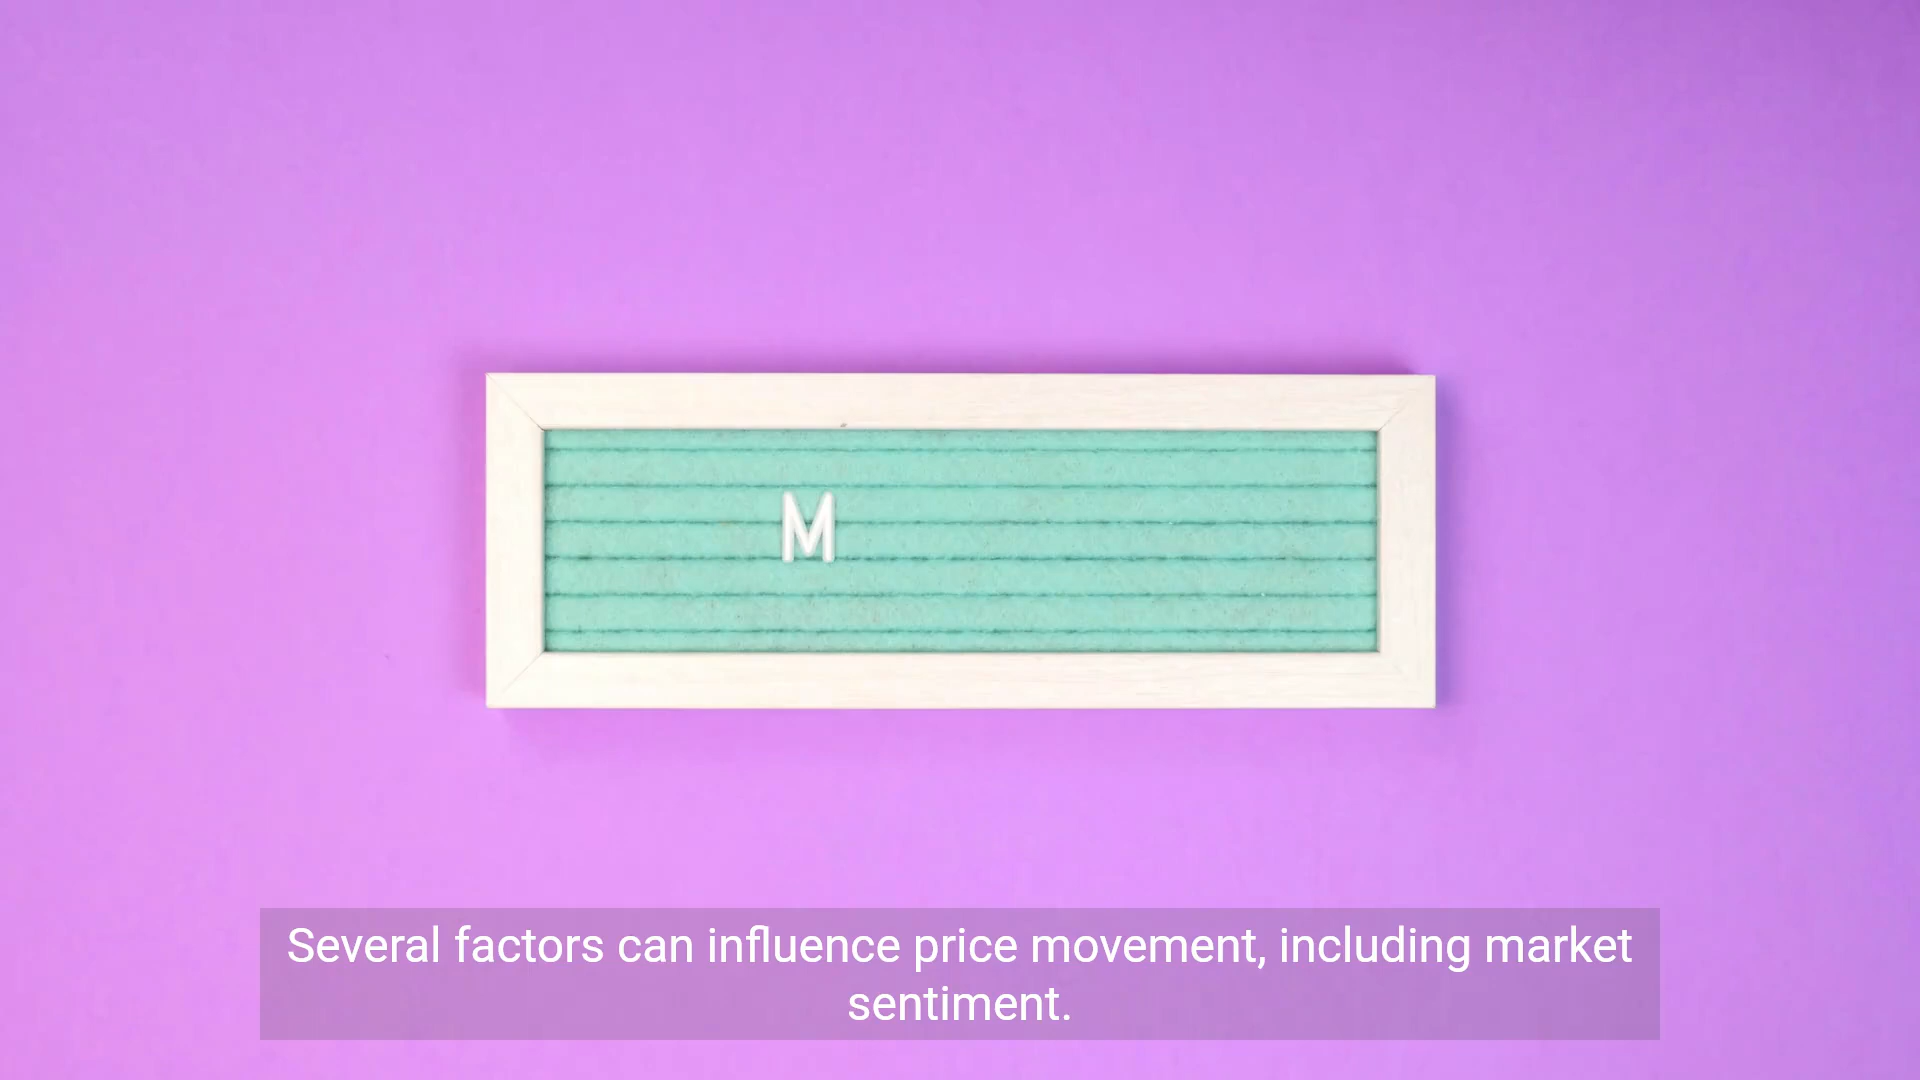 M
Several factors can influence price movement, including market
sentiment.